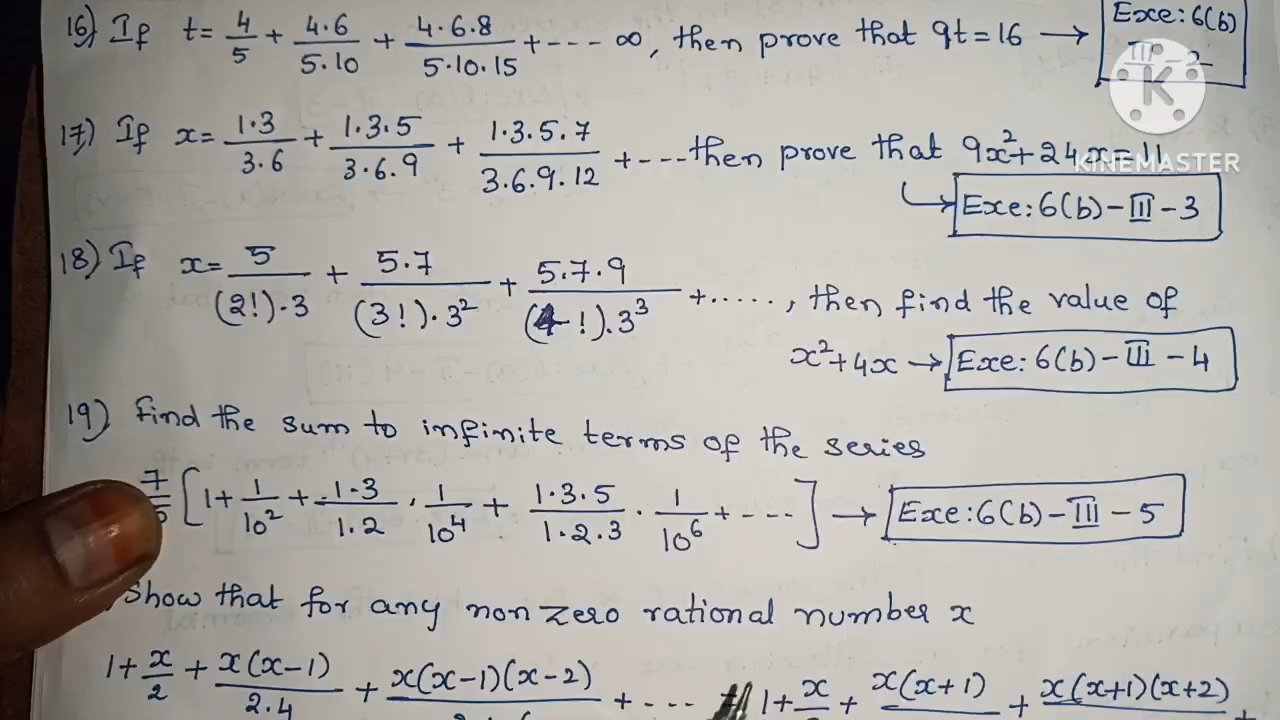 16) If t= 4/5 + 4·6/5·10 + 4·6·8/5·10·15 +---- ∞, then prove that 9t=16 → Exe: 6(b)
K
17) If x= 1·3/3·6 + 1·3·5/3·6·9 + 1·3·5·7/3·6·9·12 +---- then prove that 9x²+24x=11
KINEMASTER
Exe: 6(b)-III-3
18) If x= 5/(2!)·3 + 5·7/(3!)·3² + 5·7·9/(4!)·3³ +....., then find the value of
x²+4x → Exe: 6(b)-III-4
19) Find the sum to infinite terms of the series
7/5 [1+ 1/10² + 1·3/1·2 · 1/10⁴ + 1·3·5/1·2·3 · 1/10⁶ +----] → Exe:6(b)-III-5
Show that for any non zero rational number x
1+ x/2 + x(x-1)/2·4 + x(x-1)(x-2) +---- 1+ x + x(x+1) + x(x+1)(x+2)